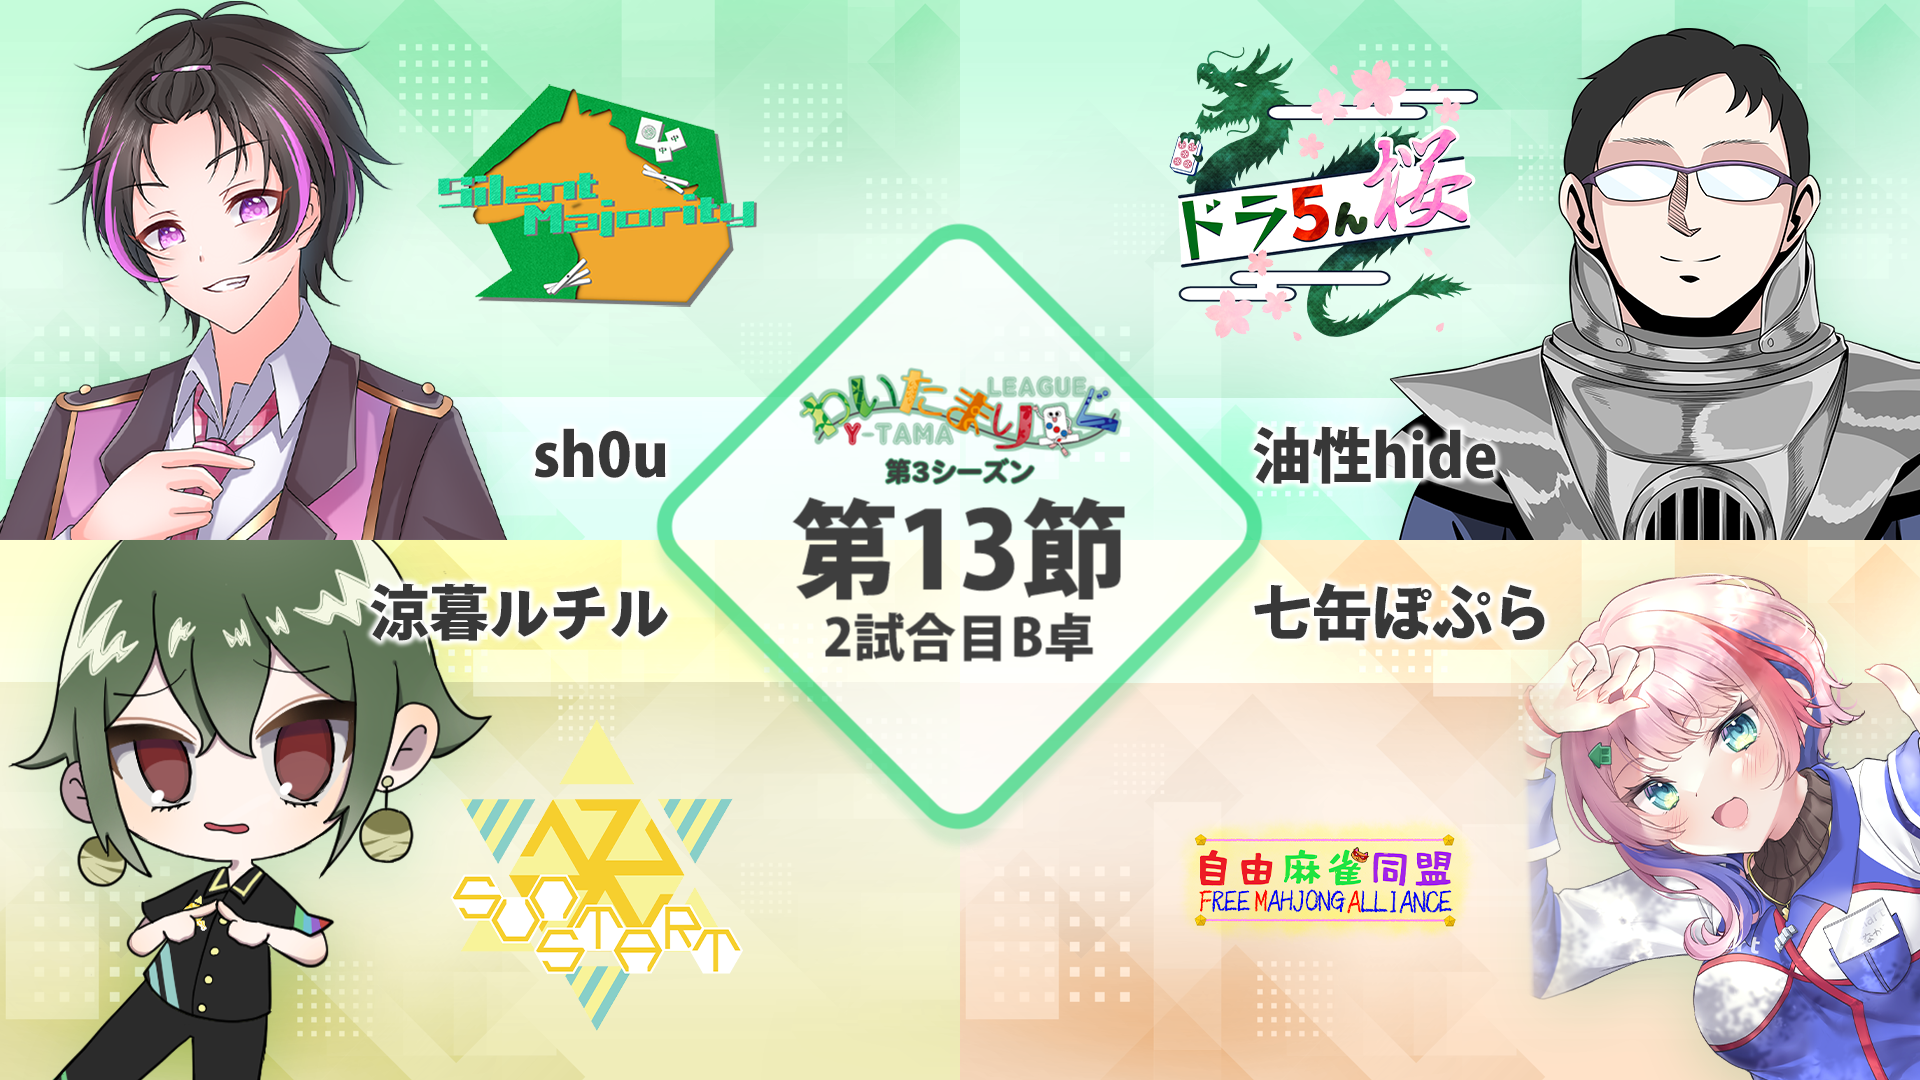 Silent
Majority
sh0u
ドラ5ん桜
油性hide
わいたまりーぐ
LEAGUE
Y-TAMA
第3シーズン
第13節
2試合目B卓
涼暮ルチル
SUO
START
七缶ぽぷら
自由麻雀同盟
FREE MAHJONG ALLIANCE